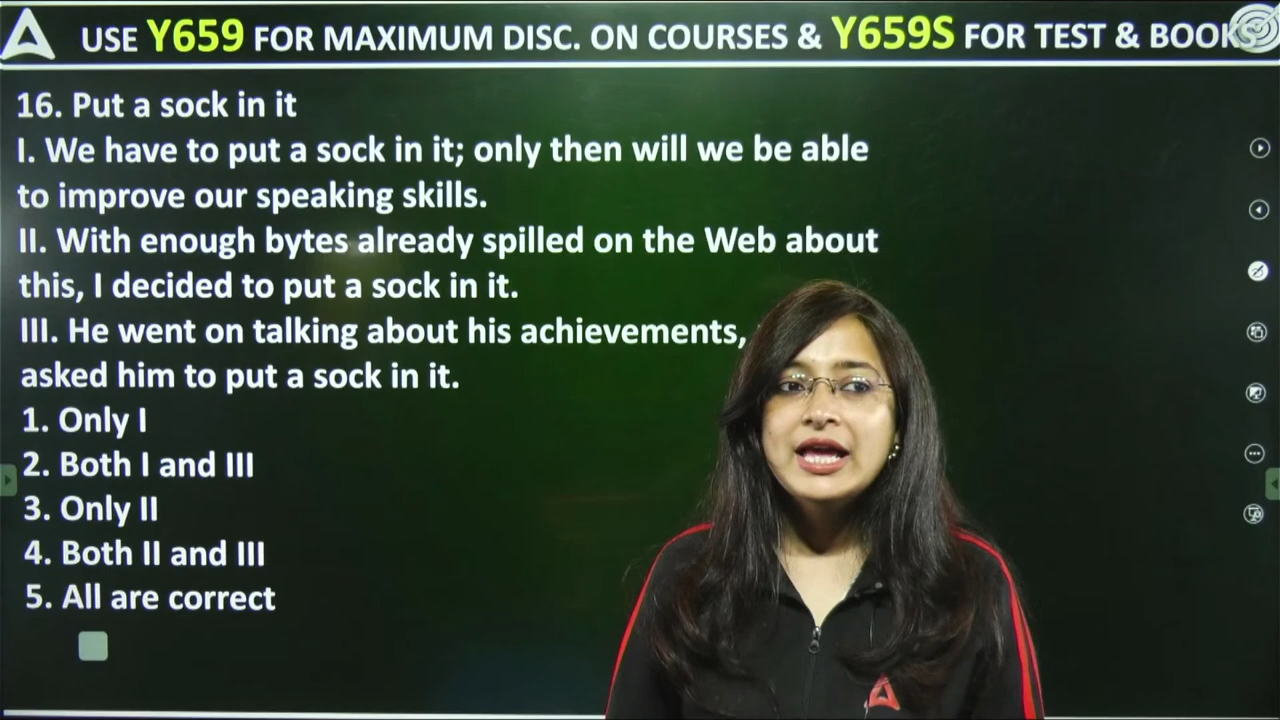 USE Y659 FOR MAXIMUM DISC. ON COURSES & Y659S FOR TEST & BOOKS
16. Put a sock in it
I. We have to put a sock in it; only then will we be able
to improve our speaking skills.
II. With enough bytes already spilled on the Web about
this, I decided to put a sock in it.
III. He went on talking about his achievements,
asked him to put a sock in it.
1. Only I
2. Both I and III
3. Only II
4. Both II and III
5. All are correct